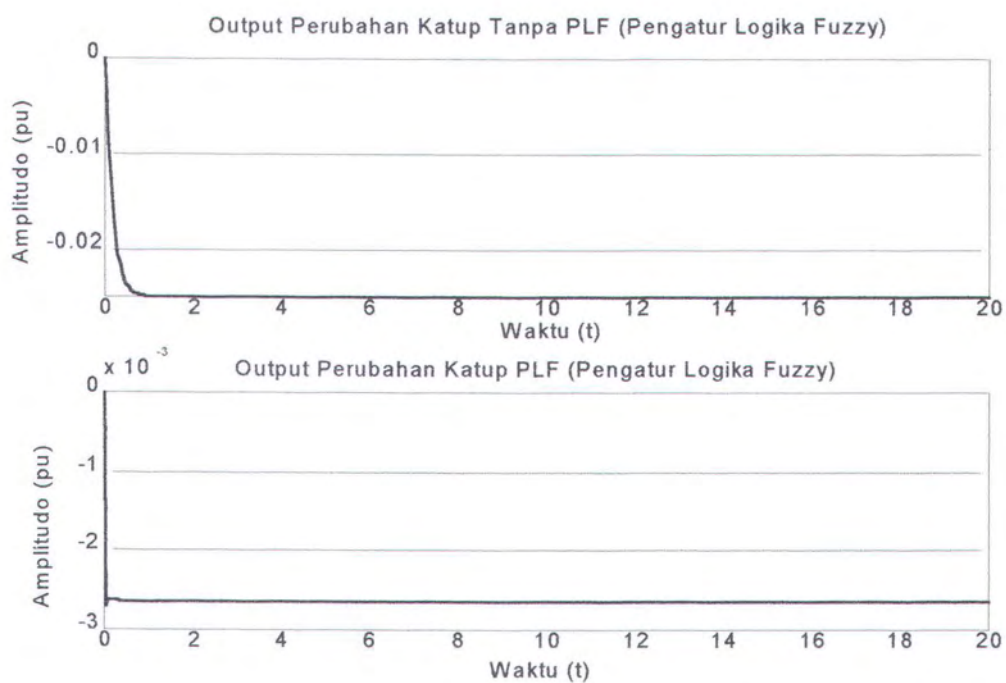 Output Perubahan Katup Tanpa PLF (Pengatur Logika Fuzzy)
0
-0.01
-0.02
Amplitudo (pu)
0 2 4 6 8 10 12 14 16 18 20
Waktu (t)
x 10 -3
Output Perubahan Katup PLF (Pengatur Logika Fuzzy)
0
-1
-2
-3
Amplitudo (pu)
0 2 4 6 8 10 12 14 16 18 20
Waktu (t)